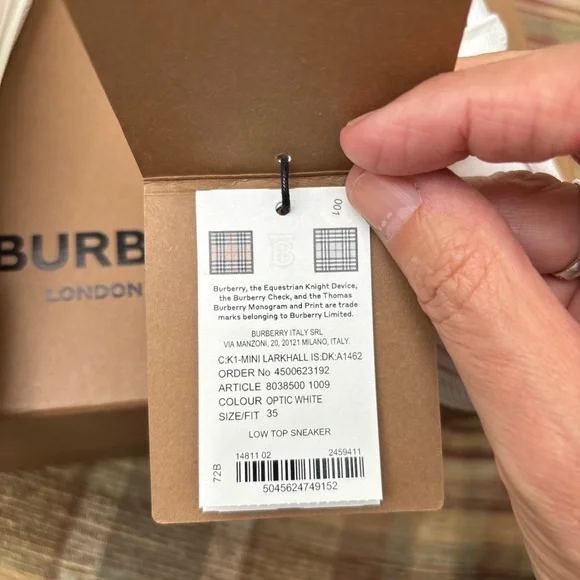 BURB
LONDON
001
Burberry, the Equestrian Knight Device,
the Burberry Check, and the Thomas
Burberry Monogram and Print are trade
marks belonging to Burberry Limited.
BURBERRY ITALY SRL
VIA MANZONI, 20, 20121 MILANO, ITALY.
C:K1-MINI LARKHALL IS:DK:A1462
ORDER No 4500623192
ARTICLE 8038500 1009
COLOUR OPTIC WHITE
SIZE/FIT 35
LOW TOP SNEAKER
72B
14811 02 2459411
5045624749152